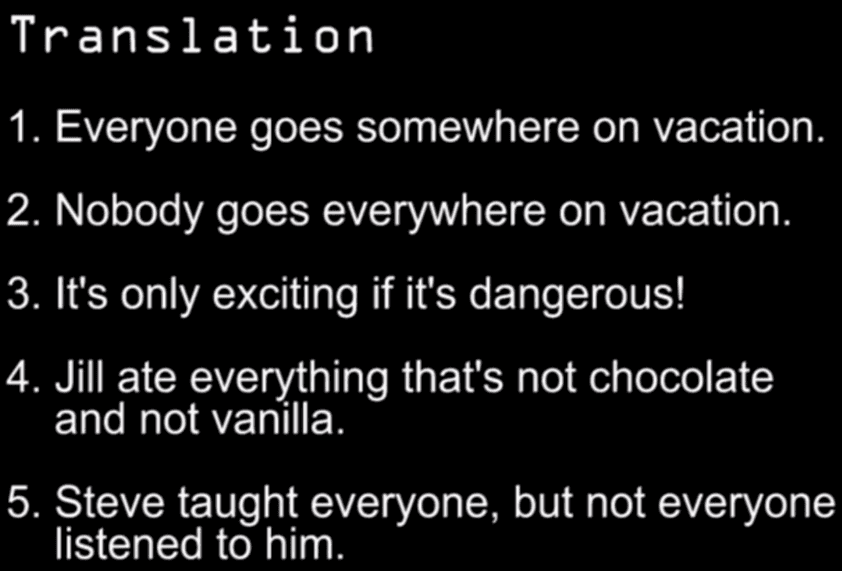 Translation
1. Everyone goes somewhere on vacation.
2. Nobody goes everywhere on vacation.
3. It's only exciting if it's dangerous!
4. Jill ate everything that's not chocolate
and not vanilla.
5. Steve taught everyone, but not everyone
listened to him.